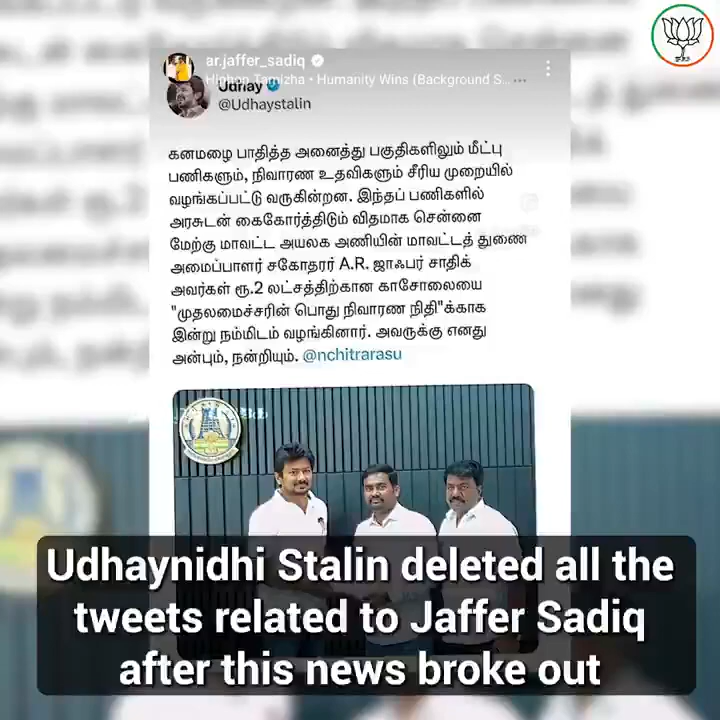 ar.jaffer_sadiq
Hiphop Tamizha • Humanity Wins (Background S...
Udhay
@Udhaystalin
கனமழை பாதித்த அனைத்து பகுதிகளிலும் மீட்பு
பணிகளும், நிவாரண உதவிகளும் சீரிய முறையில்
வழங்கப்பட்டு வருகின்றன. இந்தப் பணிகளில்
அரசுடன் கைகோர்த்திடும் விதமாக சென்னை
மேற்கு மாவட்ட அயலக அணியின் மாவட்டத் துணை
அமைப்பாளர் சகோதரர் A.R. ஜாஃபர் சாதிக்
அவர்கள் ரூ.2 லட்சத்திற்கான காசோலையை
"முதலமைச்சரின் பொது நிவாரண நிதி"க்காக
இன்று நம்மிடம் வழங்கினார். அவருக்கு எனது
அன்பும், நன்றியும். @nchitrarasu
Udhaynidhi Stalin deleted all the
tweets related to Jaffer Sadiq
after this news broke out